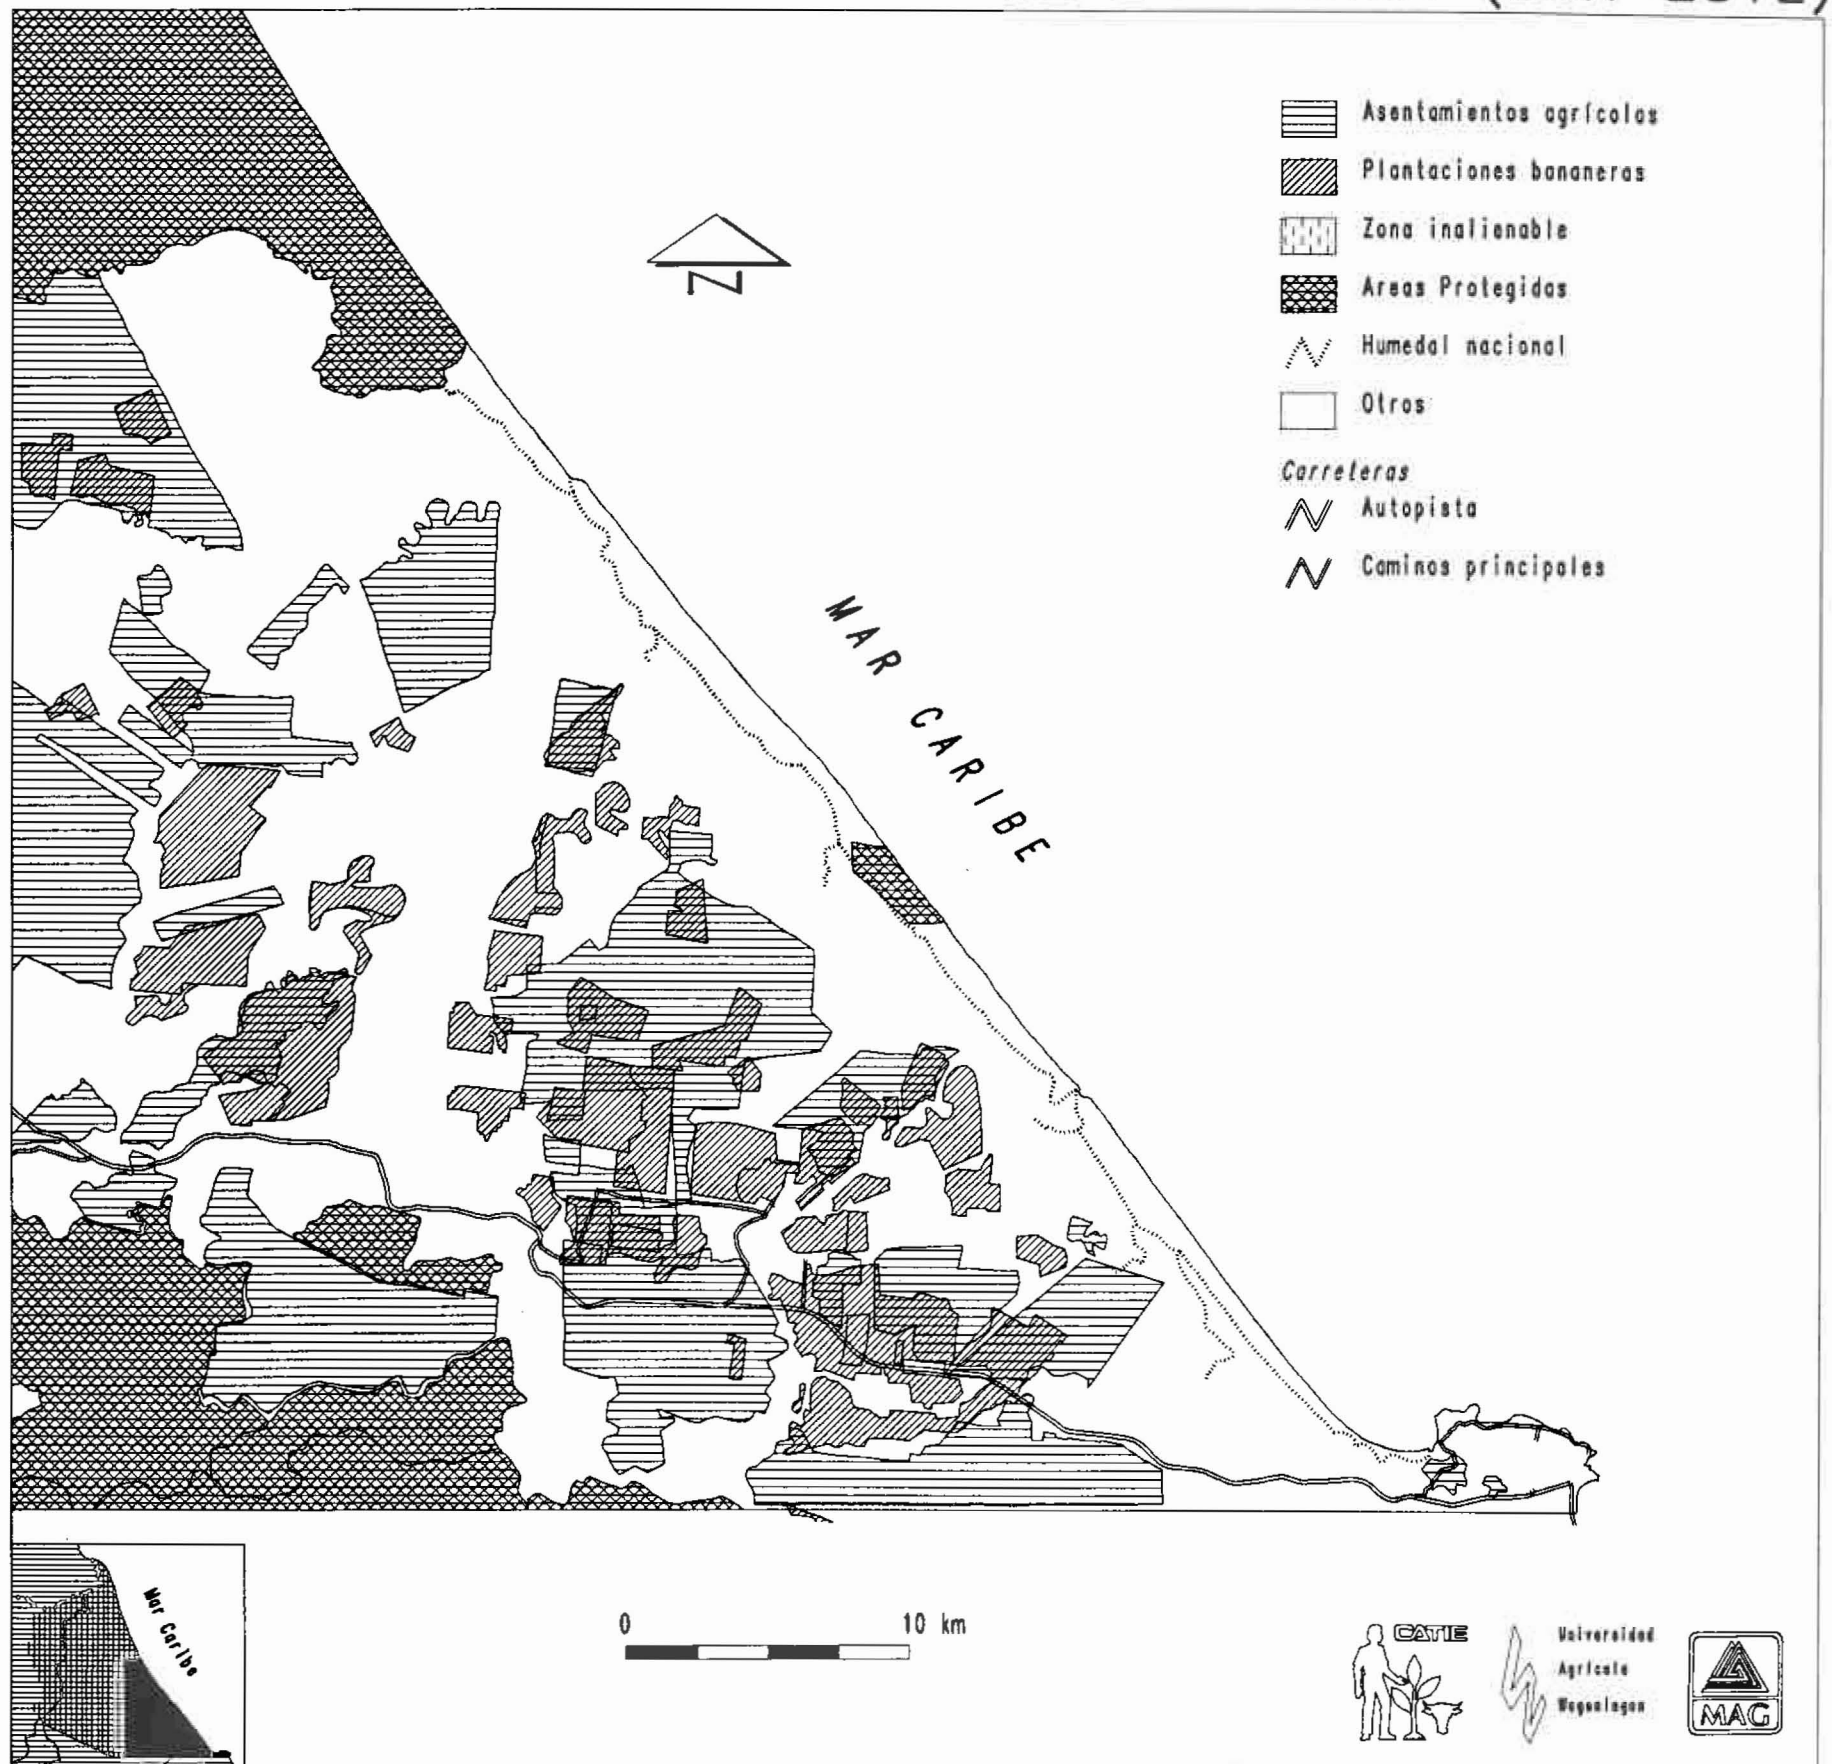 Asentamientos agrícolas
Plantaciones bananeras
Zona inalienable
Areas Protegidas
Humedal nacional
Otros
Carreteras
Autopista
Caminos principales
N
MAR CARIBE
Mar Caribe
0 10 km
CATIE
Universidad
Agrícola
Wageningen
MAG